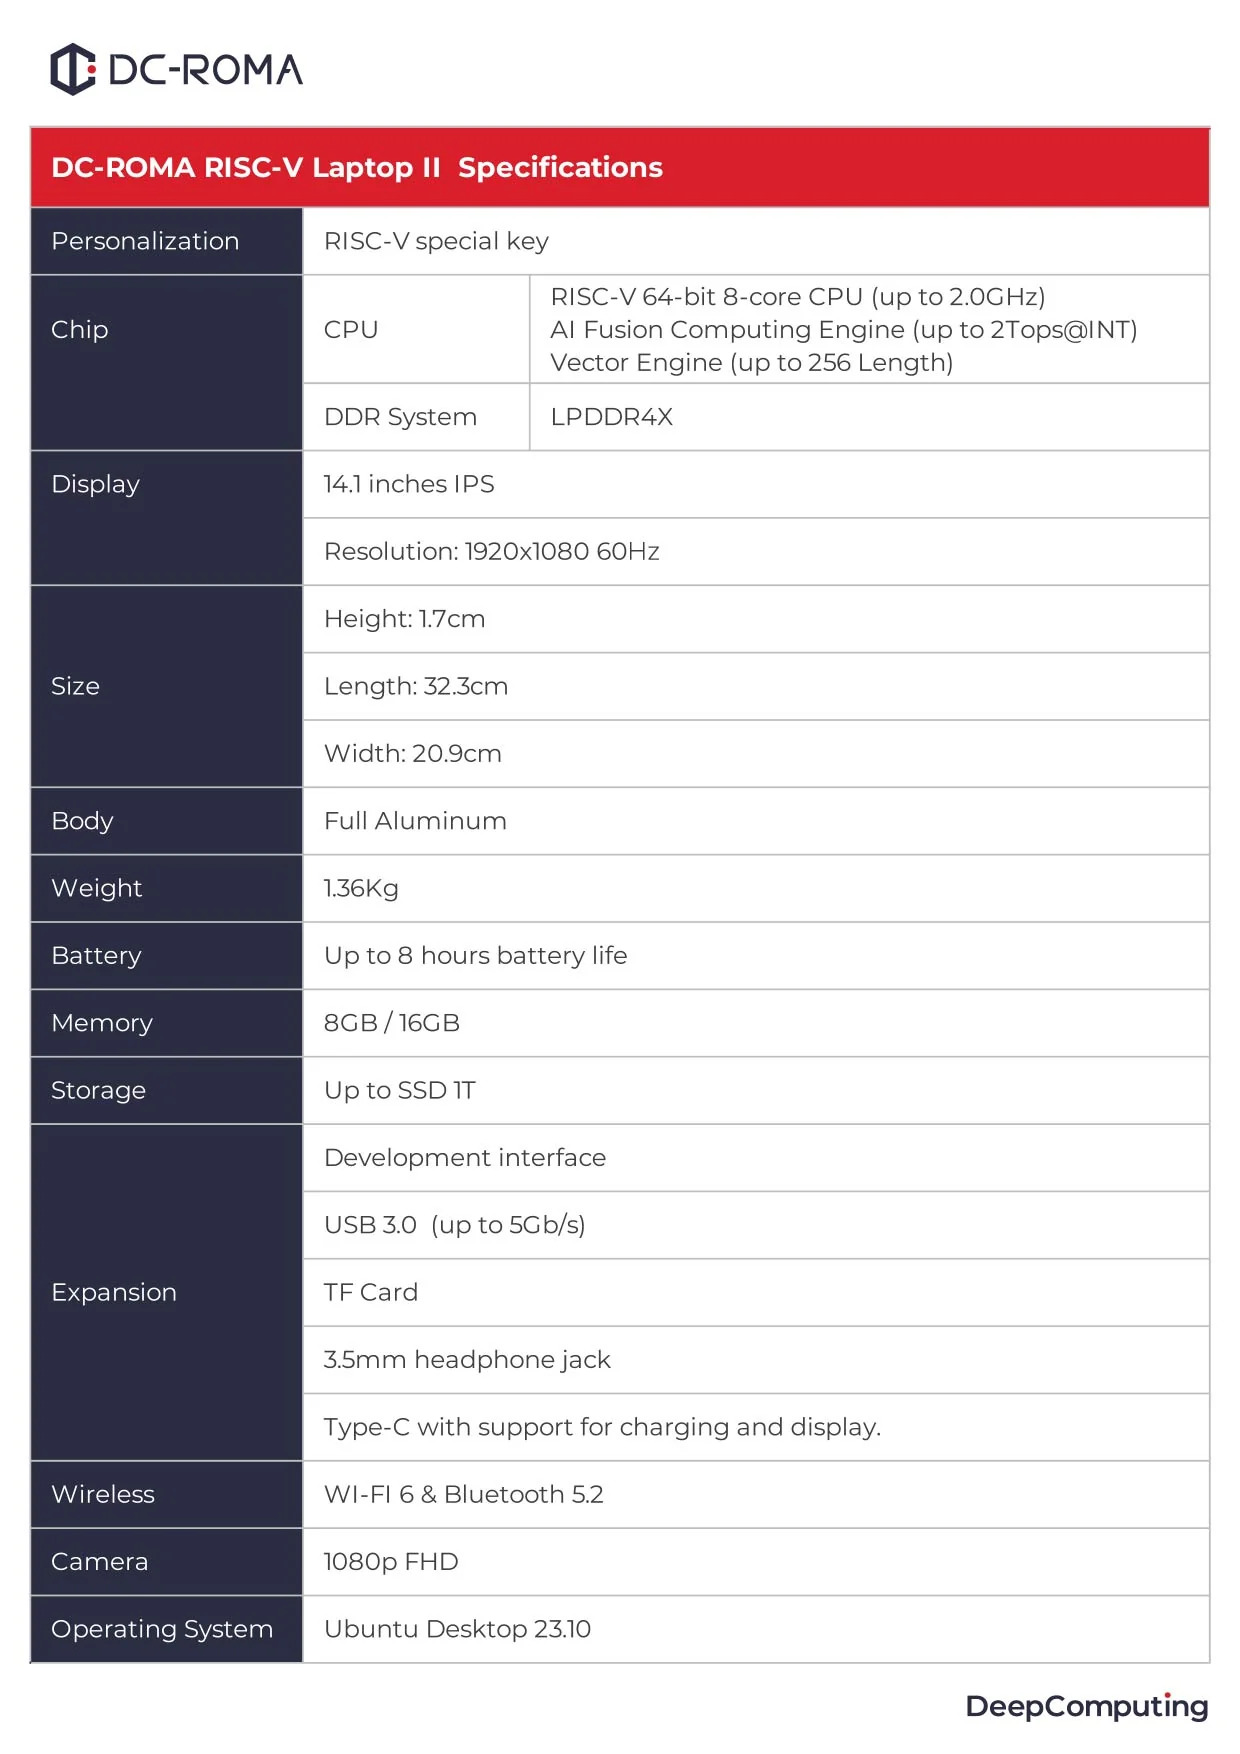 DC-ROMA
DC-ROMA RISC-V Laptop II Specifications
Personalization
RISC-V special key
Chip
CPU
RISC-V 64-bit 8-core CPU (up to 2.0GHz)
AI Fusion Computing Engine (up to 2Tops@INT)
Vector Engine (up to 256 Length)
DDR System
LPDDR4X
Display
14.1 inches IPS
Resolution: 1920x1080 60Hz
Size
Height: 1.7cm
Length: 32.3cm
Width: 20.9cm
Body
Full Aluminum
Weight
1.36Kg
Battery
Up to 8 hours battery life
Memory
8GB / 16GB
Storage
Up to SSD 1T
Expansion
Development interface
USB 3.0 (up to 5Gb/s)
TF Card
3.5mm headphone jack
Type-C with support for charging and display.
Wireless
WI-FI 6 & Bluetooth 5.2
Camera
1080p FHD
Operating System
Ubuntu Desktop 23.10
DeepComputing